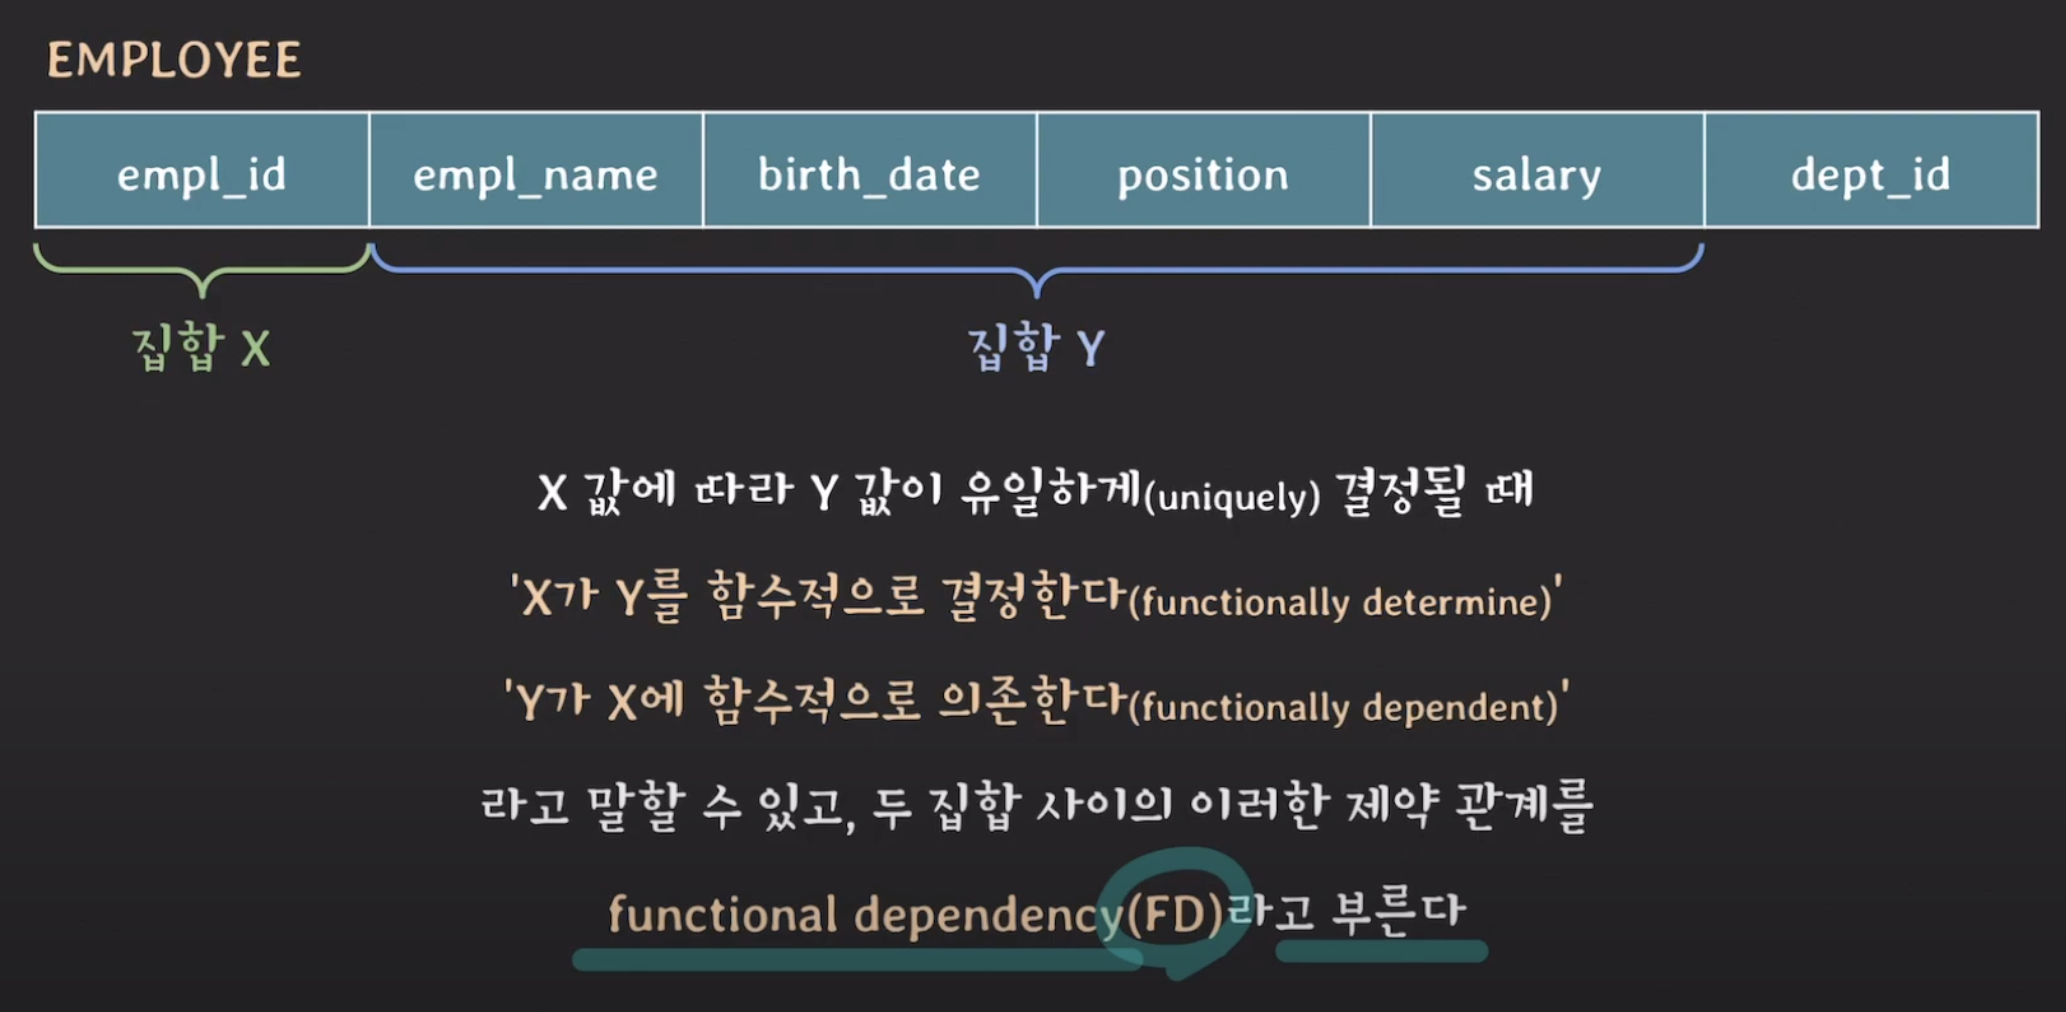 EMPLOYEE
empl_id empl_name birth_date position salary dept_id
집합 X 집합 Y
X 값에 따라 Y 값이 유일하게(uniquely) 결정될 때
'X가 Y를 함수적으로 결정한다(functionally determine)'
'Y가 X에 함수적으로 의존한다(functionally dependent)'
라고 말할 수 있고, 두 집합 사이의 이러한 제약 관계를
functional dependency(FD)라고 부른다